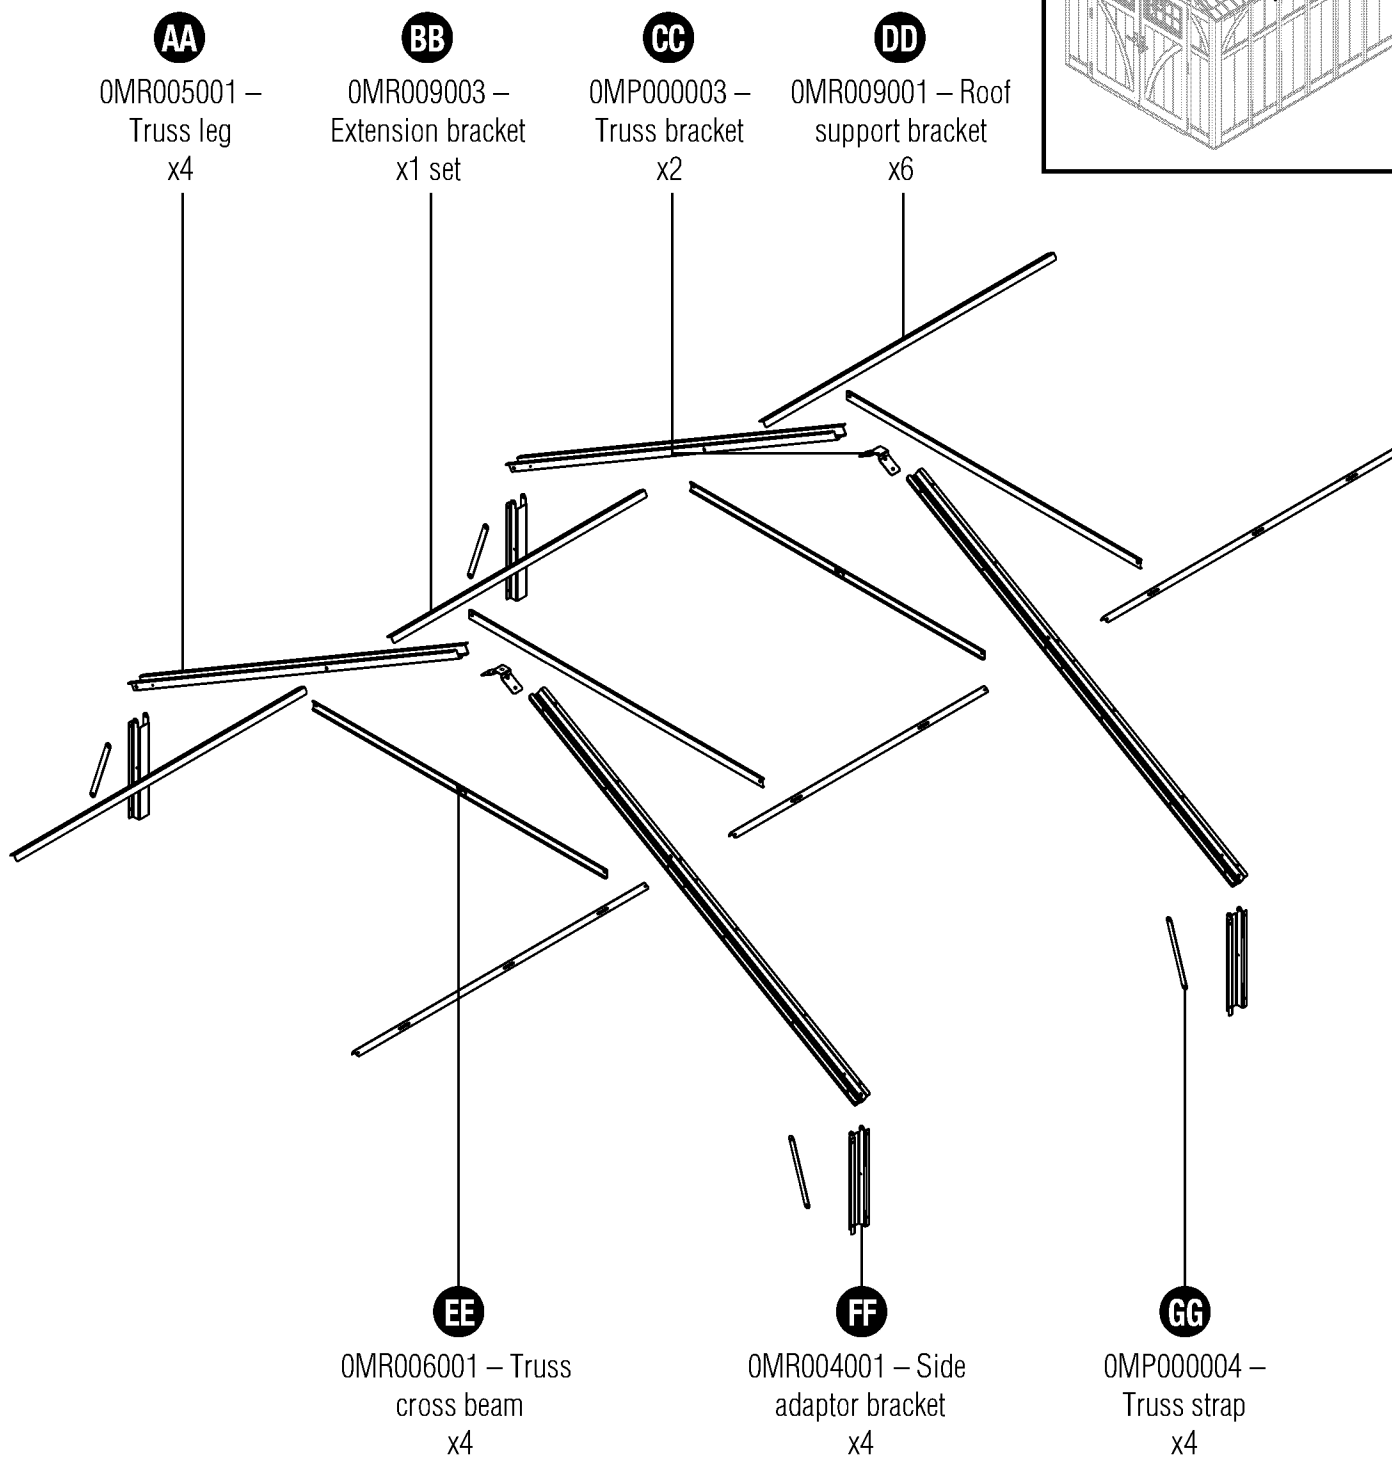 AA
0MR005001 –
Truss leg
x4
BB
0MR009003 –
Extension bracket
x1 set
CC
0MP000003 –
Truss bracket
x2
DD
0MR009001 – Roof
support bracket
x6
EE
0MR006001 – Truss
cross beam
x4
FF
0MR004001 – Side
adaptor bracket
x4
GG
0MP000004 –
Truss strap
x4